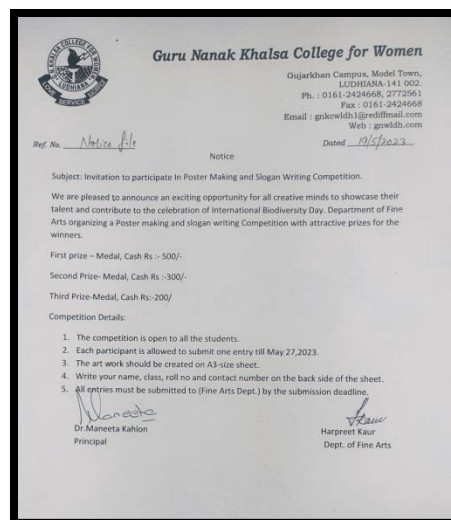 KHALSA COLLEGE FOR WOMEN
LUDHIANA
LOVE SERVICE
Guru Nanak Khalsa College for Women
Gujarkhan Campus, Model Town,
LUDHIANA-141 002.
Ph. : 0161-2424668, 2772561
Fax : 0161-2424668
Email : gnkcwldh1@rediffmail.com
Web : gnwldh.com
Ref. No. Notice file
Dated 19/5/2023
Notice
Subject: Invitation to participate In Poster Making and Slogan Writing Competition.
We are pleased to announce an exciting opportunity for all creative minds to showcase their
talent and contribute to the celebration of International Biodiversity Day. Department of Fine
Arts organizing a Poster making and slogan writing Competition with attractive prizes for the
winners.
First prize – Medal, Cash Rs :- 500/-
Second Prize- Medal, Cash Rs :-300/-
Third Prize-Medal, Cash Rs:-200/
Competition Details:
1. The competition is open to all the students.
2. Each participant is allowed to submit one entry till May 27,2023.
3. The art work should be created on A3-size sheet.
4. Write your name, class, roll no and contact number on the back side of the sheet.
5. All entries must be submitted to (Fine Arts Dept.) by the submission deadline.
Maneeta
Dr.Maneeta Kahlon
Principal
Harpreet Kaur
Dept. of Fine Arts